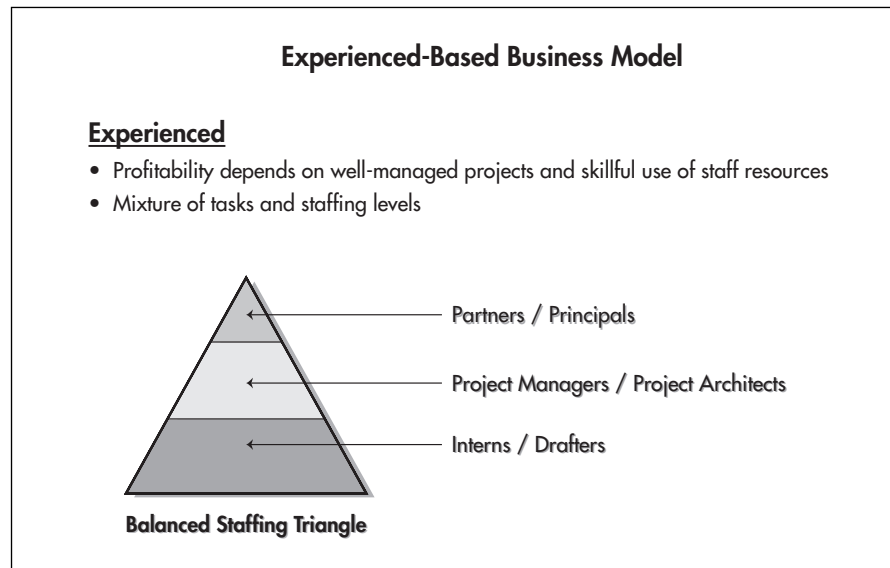 Experienced-Based Business Model
Experienced
• Profitability depends on well-managed projects and skillful use of staff resources
• Mixture of tasks and staffing levels
Partners / Principals
Project Managers / Project Architects
Interns / Drafters
Balanced Staffing Triangle